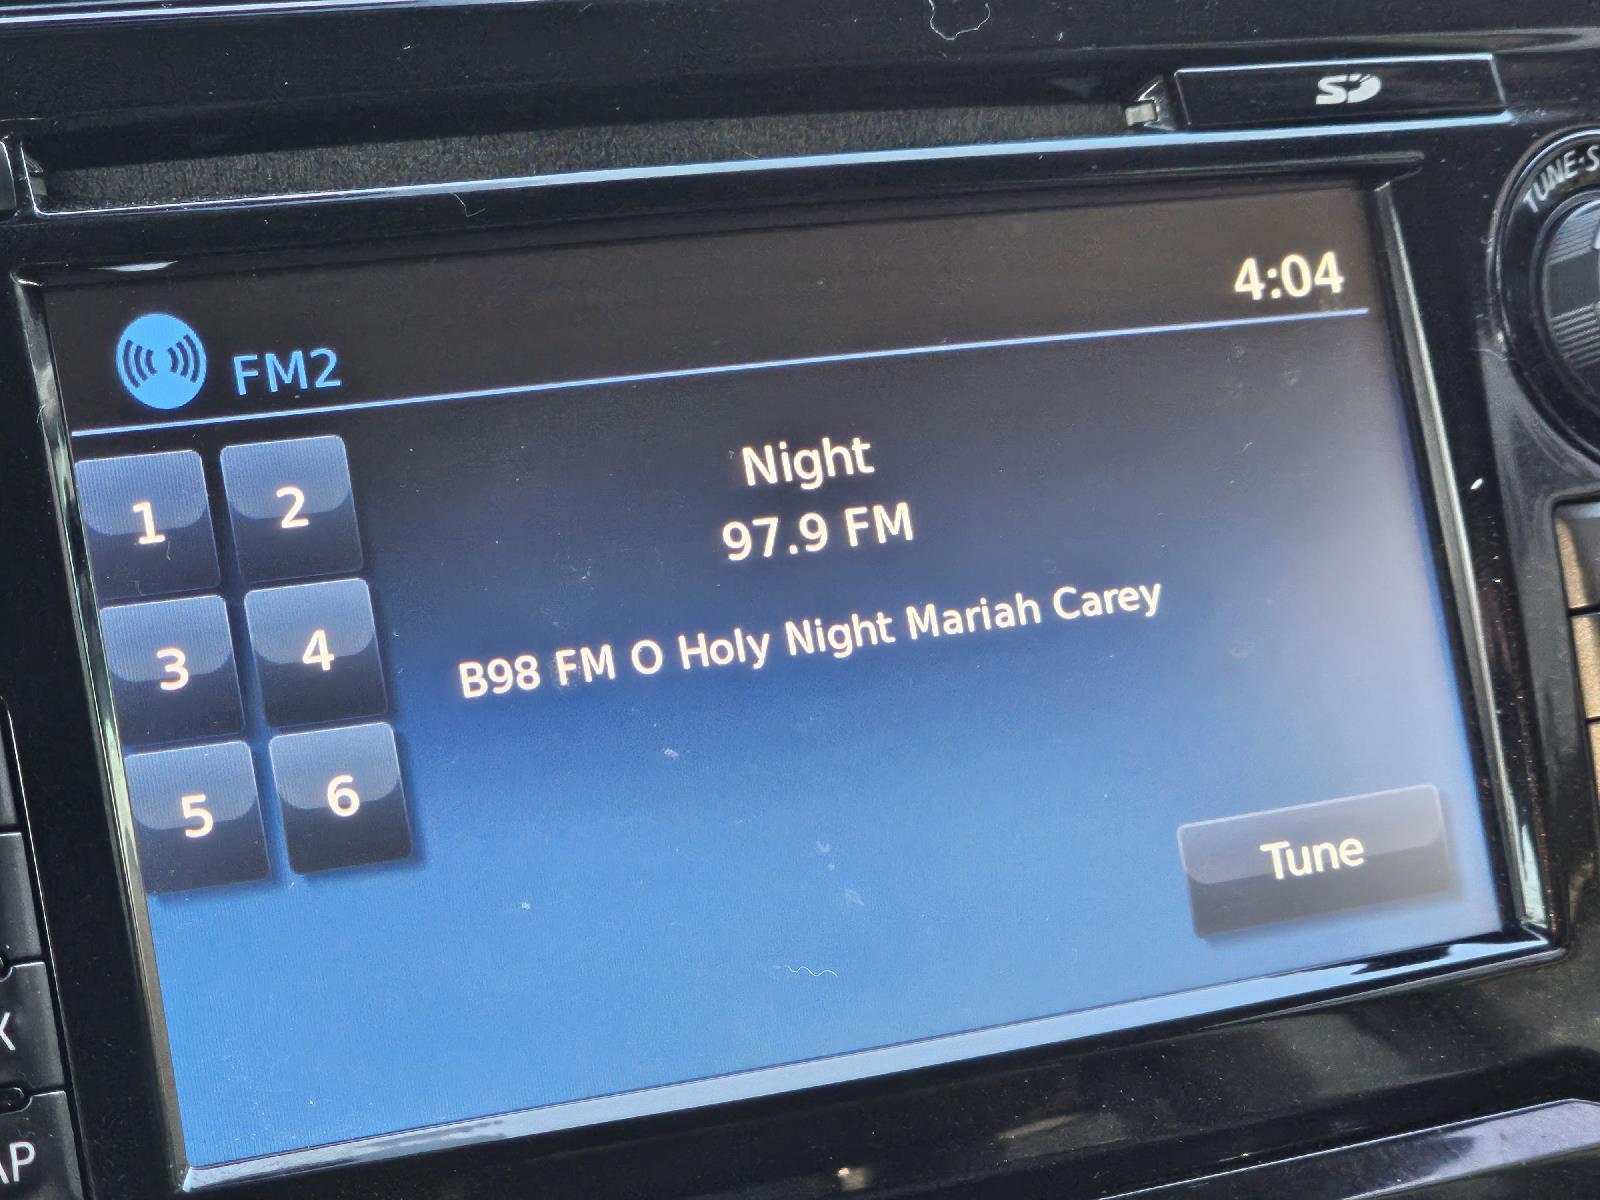 SD
TUNE·S
4:04
FM2
1
2
Night
97.9 FM
B98 FM O Holy Night Mariah Carey
3
4
5
6
Tune
X
AP